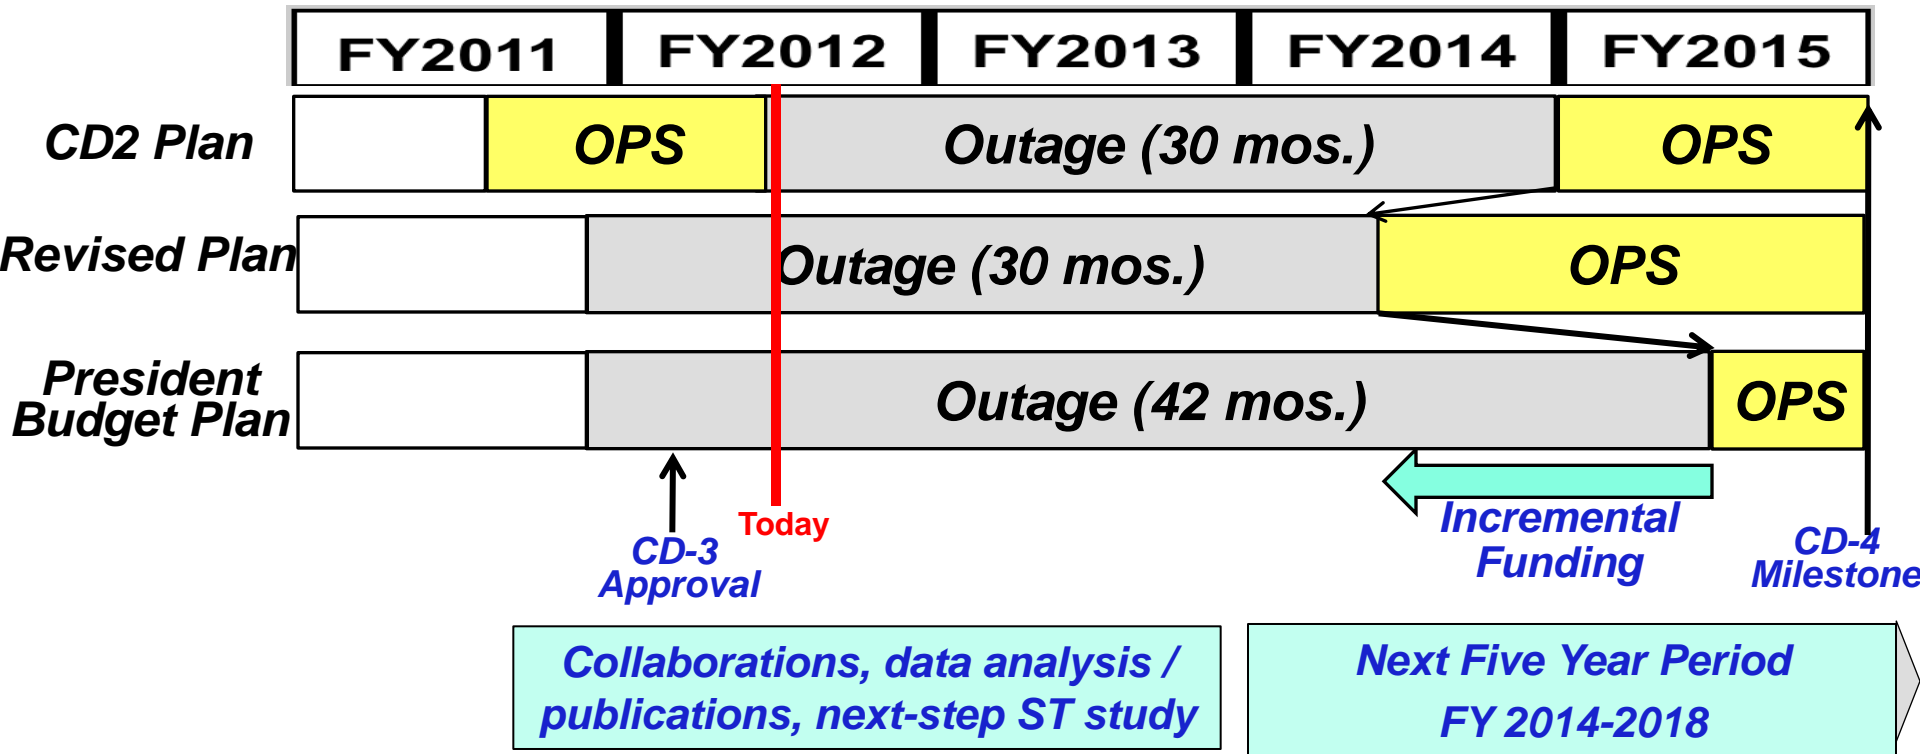 FY2011 FY2012 FY2013 FY2014 FY2015
CD2 Plan OPS Outage (30 mos.) OPS
Revised Plan Outage (30 mos.) OPS
President
Budget Plan
Outage (42 mos.) OPS
Today
CD-3
Approval
Incremental
Funding
CD-4
Milestone
Collaborations, data analysis /
publications, next-step ST study
Next Five Year Period
FY 2014-2018